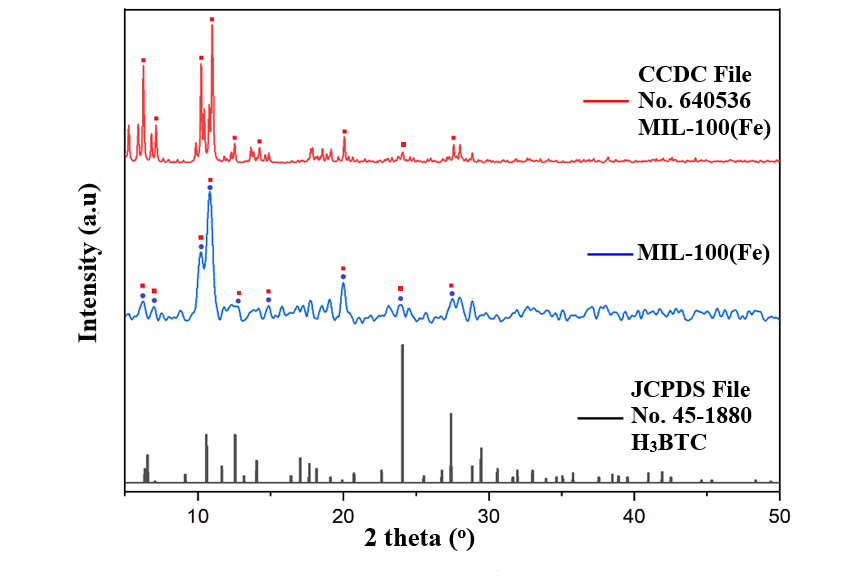 CCDC File
No. 640536
MIL-100(Fe)
MIL-100(Fe)
JCPDS File
No. 45-1880
H₃BTC
Intensity (a.u)
10 20 30 40 50
2 theta (º)